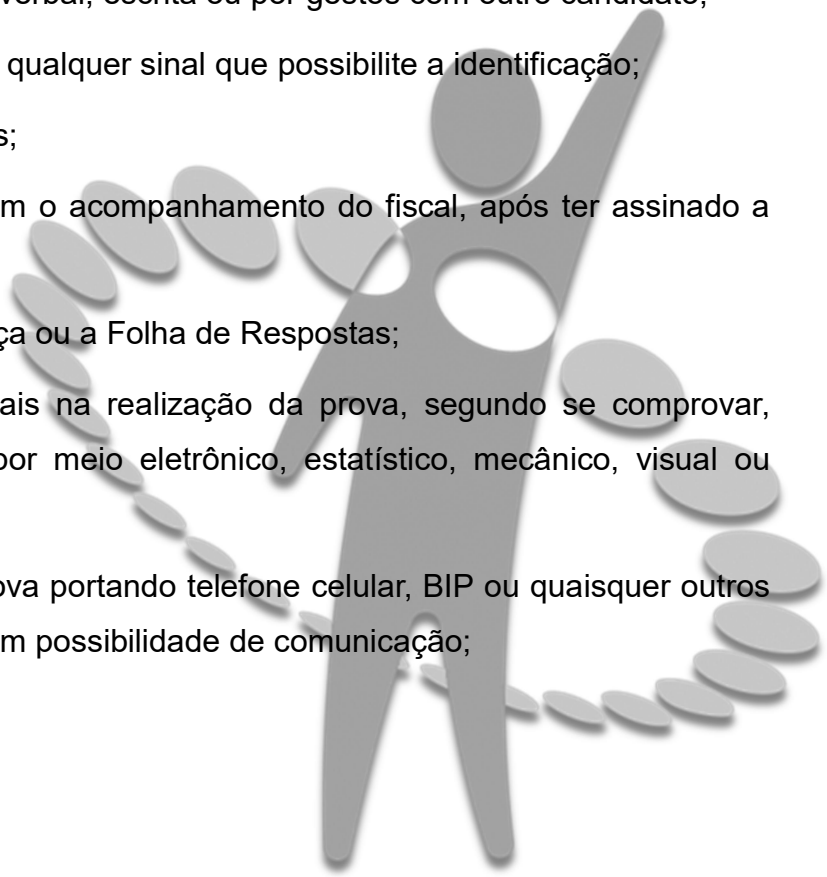 verbal, escrita ou por gestos com outro candidato;
qualquer sinal que possibilite a identificação;
s;
m o acompanhamento do fiscal, após ter assinado a
ça ou a Folha de Respostas;
ais na realização da prova, segundo se comprovar,
por meio eletrônico, estatístico, mecânico, visual ou
ova portando telefone celular, BIP ou quaisquer outros
m possibilidade de comunicação;